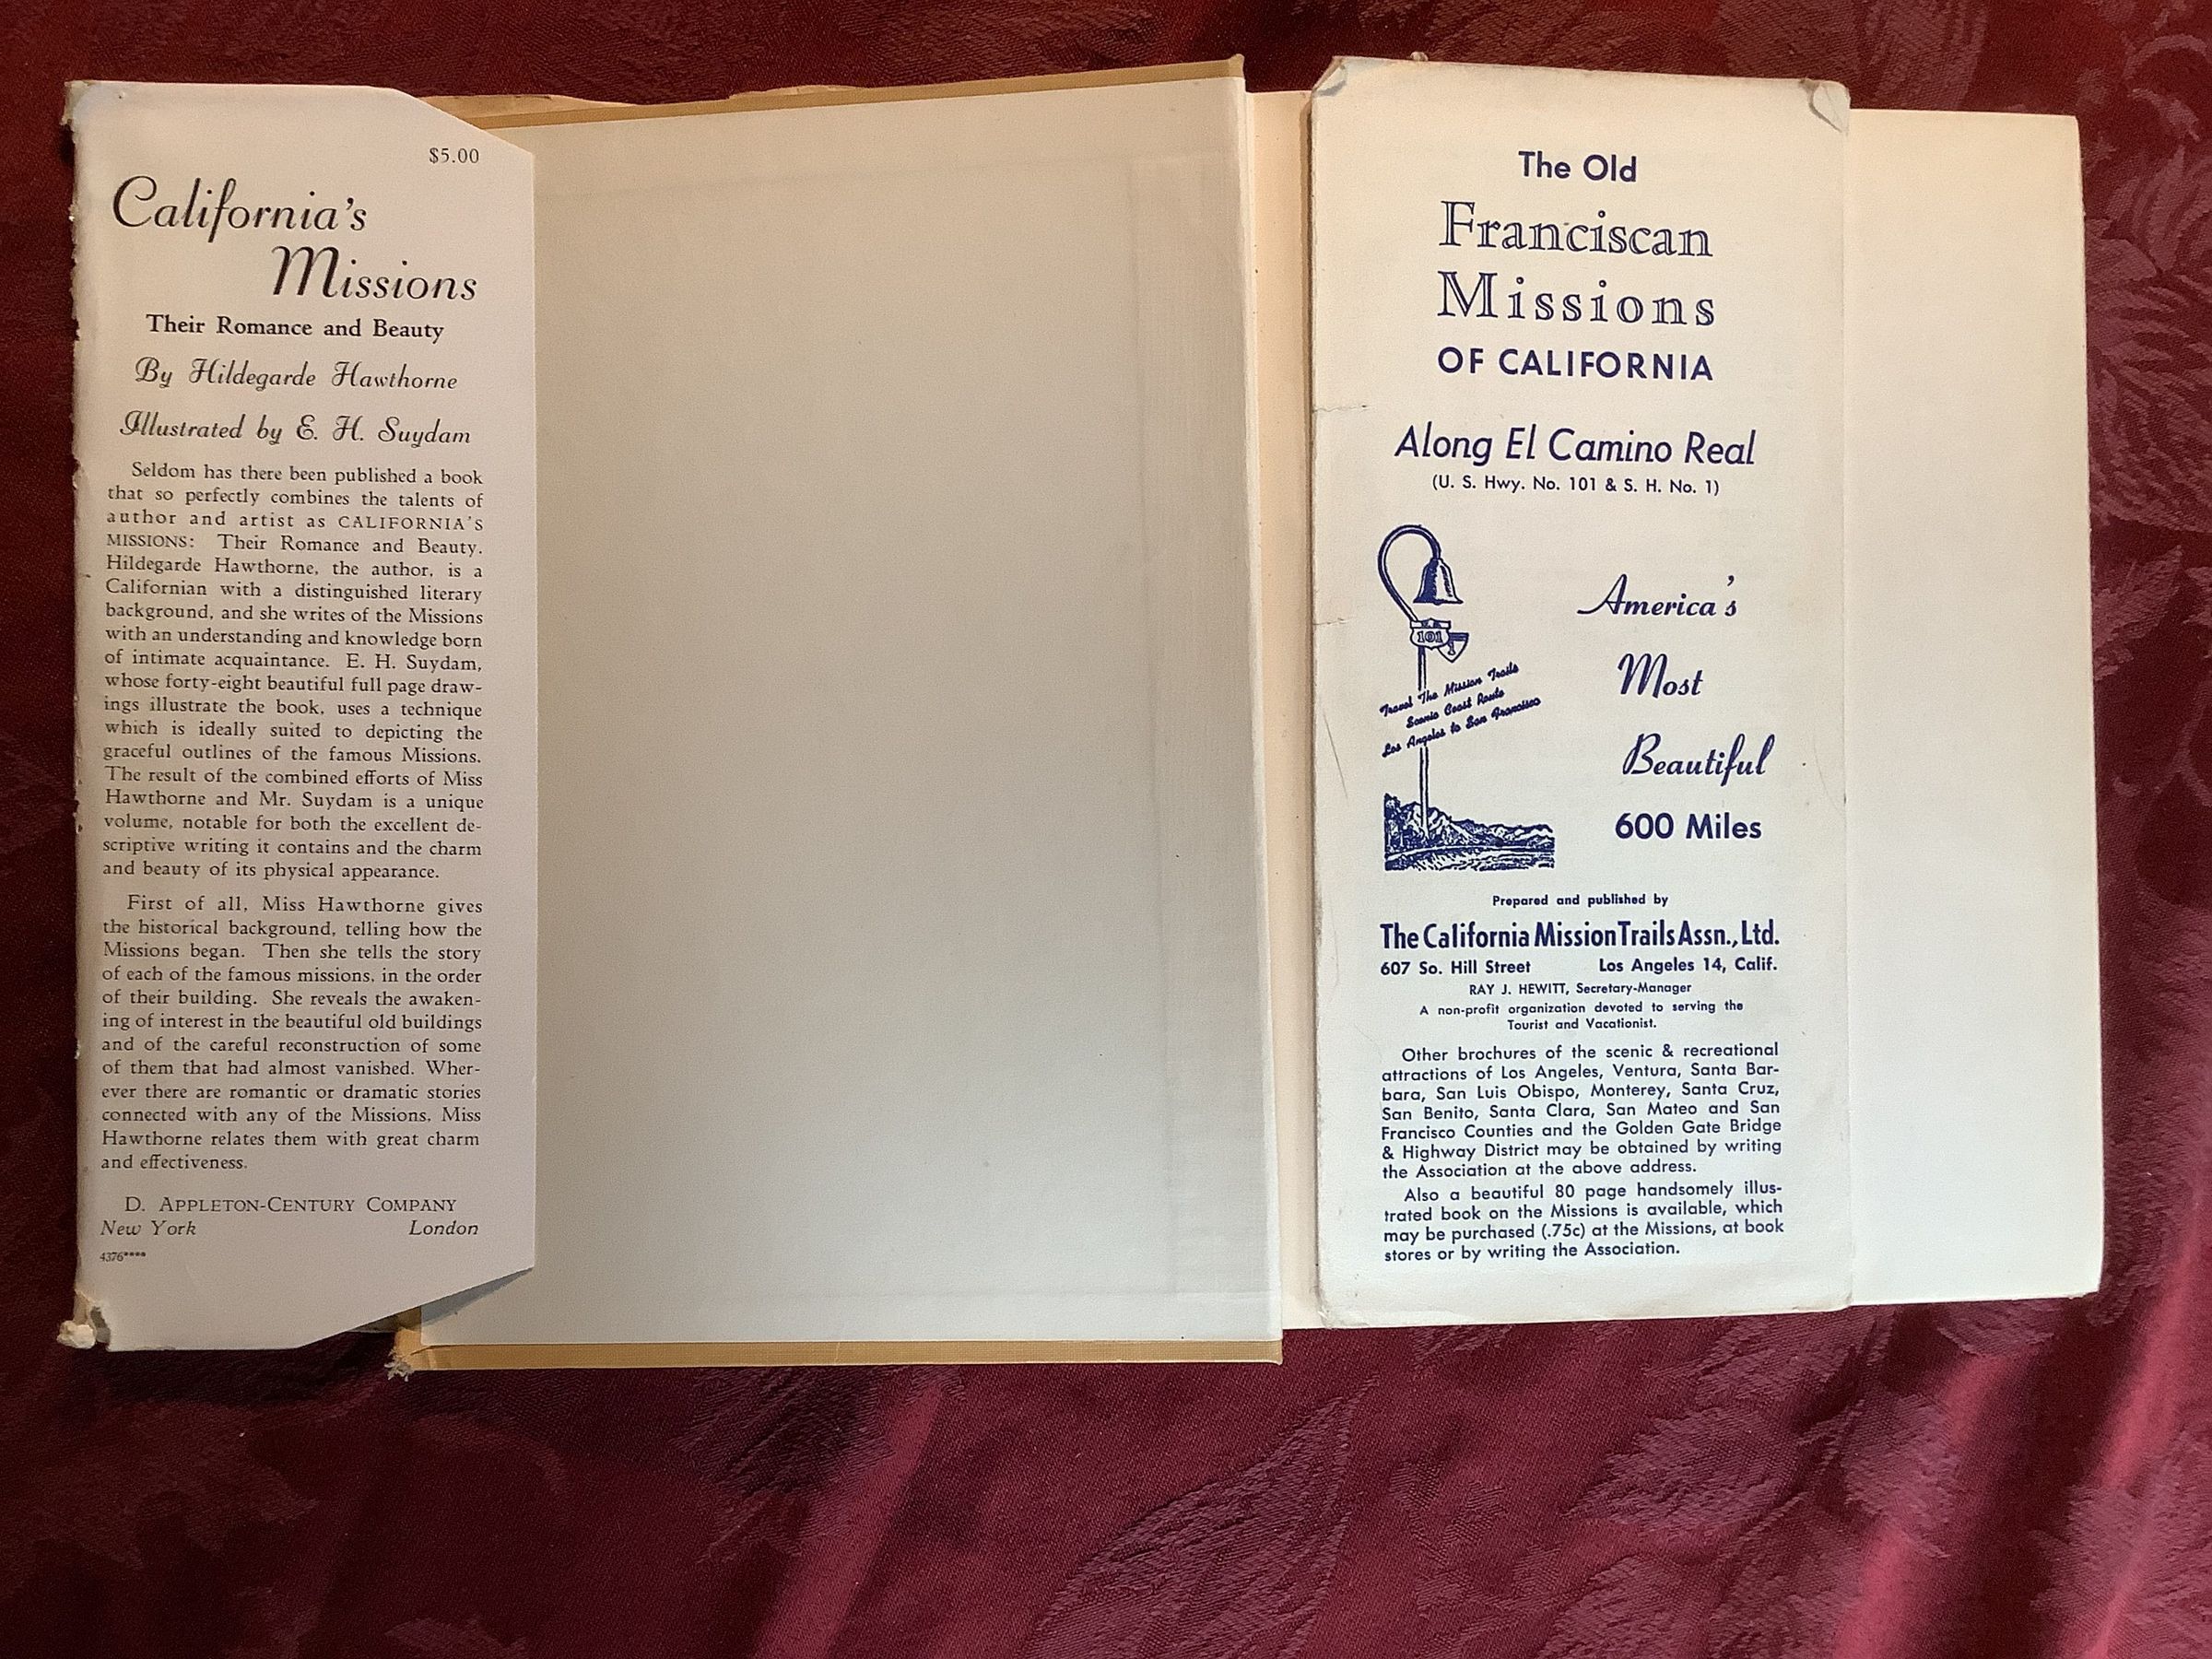 $5.00
California's
Missions
Their Romance and Beauty
By Hildegarde Hawthorne
Illustrated by E. H. Suydam
Seldom has there been published a book
that so perfectly combines the talents of
author and artist as CALIFORNIA'S
MISSIONS: Their Romance and Beauty.
Hildegarde Hawthorne, the author, is a
Californian with a distinguished literary
background, and she writes of the Missions
with an understanding and knowledge born
of intimate acquaintance. E. H. Suydam,
whose forty-eight beautiful full page draw-
ings illustrate the book, uses a technique
which is ideally suited to depicting the
graceful outlines of the famous Missions.
The result of the combined efforts of Miss
Hawthorne and Mr. Suydam is a unique
volume, notable for both the excellent de-
scriptive writing it contains and the charm
and beauty of its physical appearance.
First of all, Miss Hawthorne gives
the historical background, telling how the
Missions began. Then she tells the story
of each of the famous missions, in the order
of their building. She reveals the awaken-
ing of interest in the beautiful old buildings
and of the careful reconstruction of some
of them that had almost vanished. Wher-
ever there are romantic or dramatic stories
connected with any of the Missions, Miss
Hawthorne relates them with great charm
and effectiveness.
D. APPLETON-CENTURY COMPANY
New York London
4376****
The Old
Franciscan
Missions
OF CALIFORNIA
Along El Camino Real
(U. S. Hwy. No. 101 & S. H. No. 1)
101
1
Travel The Mission Trails
Scenic Coast Route
Los Angeles to San Francisco
America's
Most
Beautiful
600 Miles
Prepared and published by
The California Mission Trails Assn., Ltd.
607 So. Hill Street Los Angeles 14, Calif.
RAY J. HEWITT, Secretary-Manager
A non-profit organization devoted to serving the
Tourist and Vacationist.
Other brochures of the scenic & recreational
attractions of Los Angeles, Ventura, Santa Bar-
bara, San Luis Obispo, Monterey, Santa Cruz,
San Benito, Santa Clara, San Mateo and San
Francisco Counties and the Golden Gate Bridge
& Highway District may be obtained by writing
the Association at the above address.
Also a beautiful 80 page handsomely illus-
trated book on the Missions is available, which
may be purchased (.75c) at the Missions, at book
stores or by writing the Association.